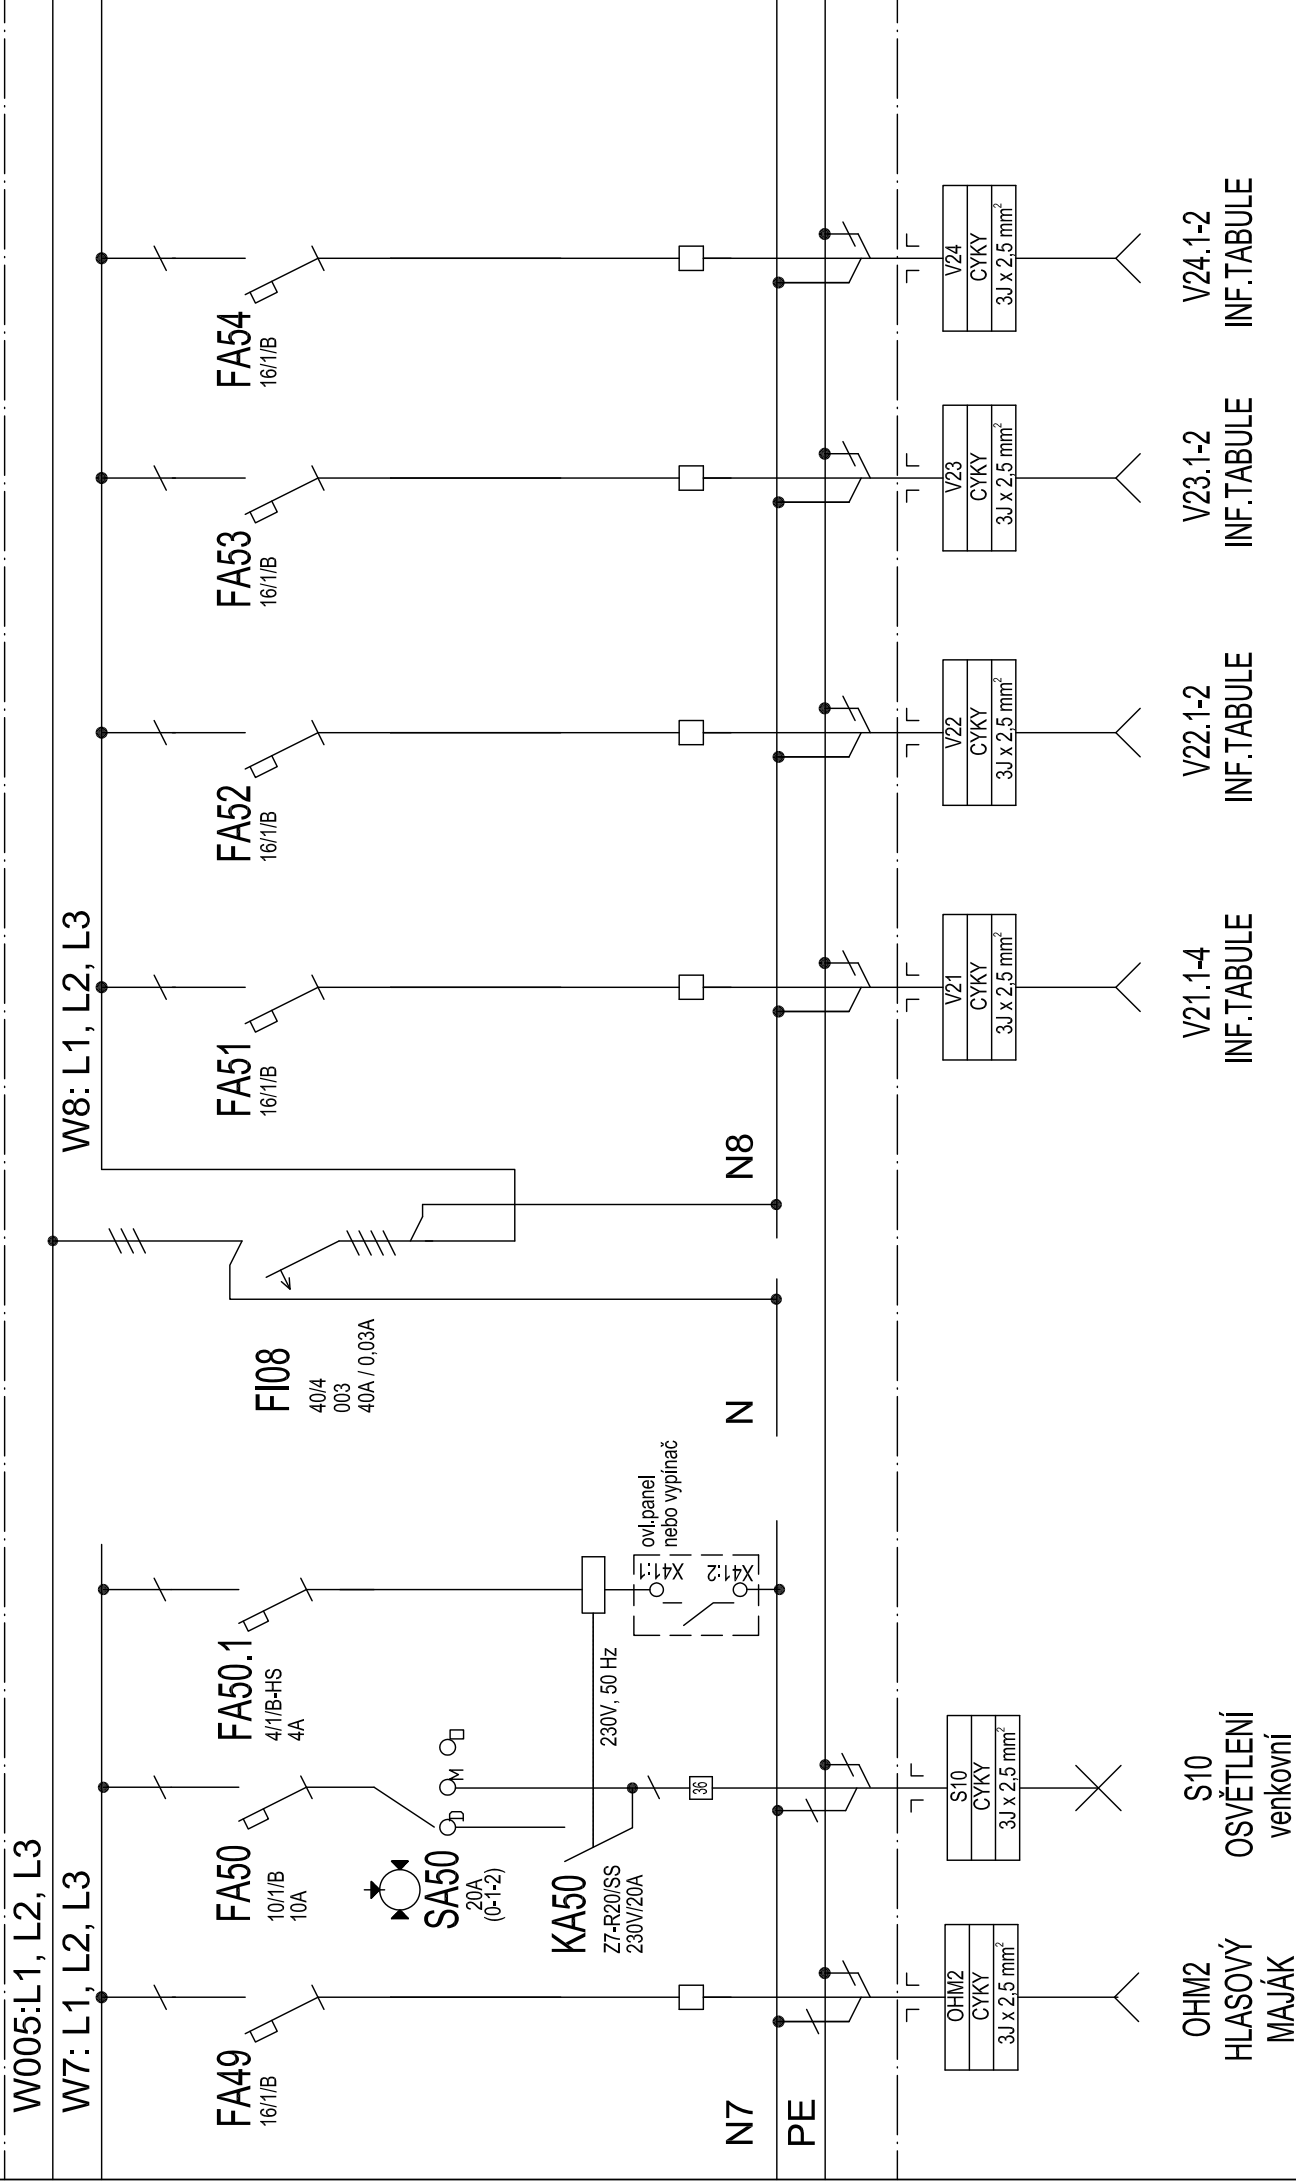 W005:L1, L2, L3
W7: L1, L2, L3
W8: L1, L2, L3
FA49
16/1/B
FA50
10/1/B
10A
FA50.1
4/1/B-HS
4A
SA50
20A
(0-1-2)
D
M
KA50
Z7-R20/SS
230V/20A
230V, 50 Hz
36
X41:1
X41:2
ovl.panel
nebo vypínač
FI08
40/4
003
40A / 0,03A
FA51
16/1/B
FA52
16/1/B
FA53
16/1/B
FA54
16/1/B
N7
PE
N
N8
OHM2
CYKY
3J x 2,5 mm²
S10
CYKY
3J x 2,5 mm²
V21
CYKY
3J x 2,5 mm²
V22
CYKY
3J x 2,5 mm²
V23
CYKY
3J x 2,5 mm²
V24
CYKY
3J x 2,5 mm²
OHM2
HLASOVÝ
MAJÁK
S10
OSVĚTLENÍ
venkovní
V21.1-4
INF.TABULE
V22.1-2
INF.TABULE
V23.1-2
INF.TABULE
V24.1-2
INF.TABULE